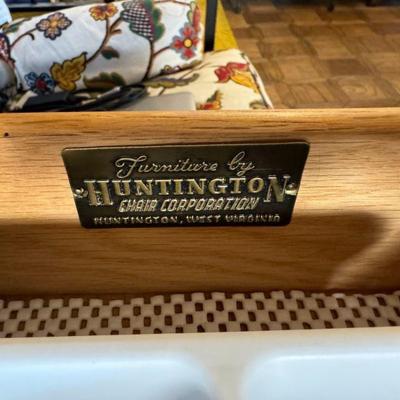 Furniture by
HUNTINGTON
CHAIR CORPORATION
HUNTINGTON, WEST VIRGINIA